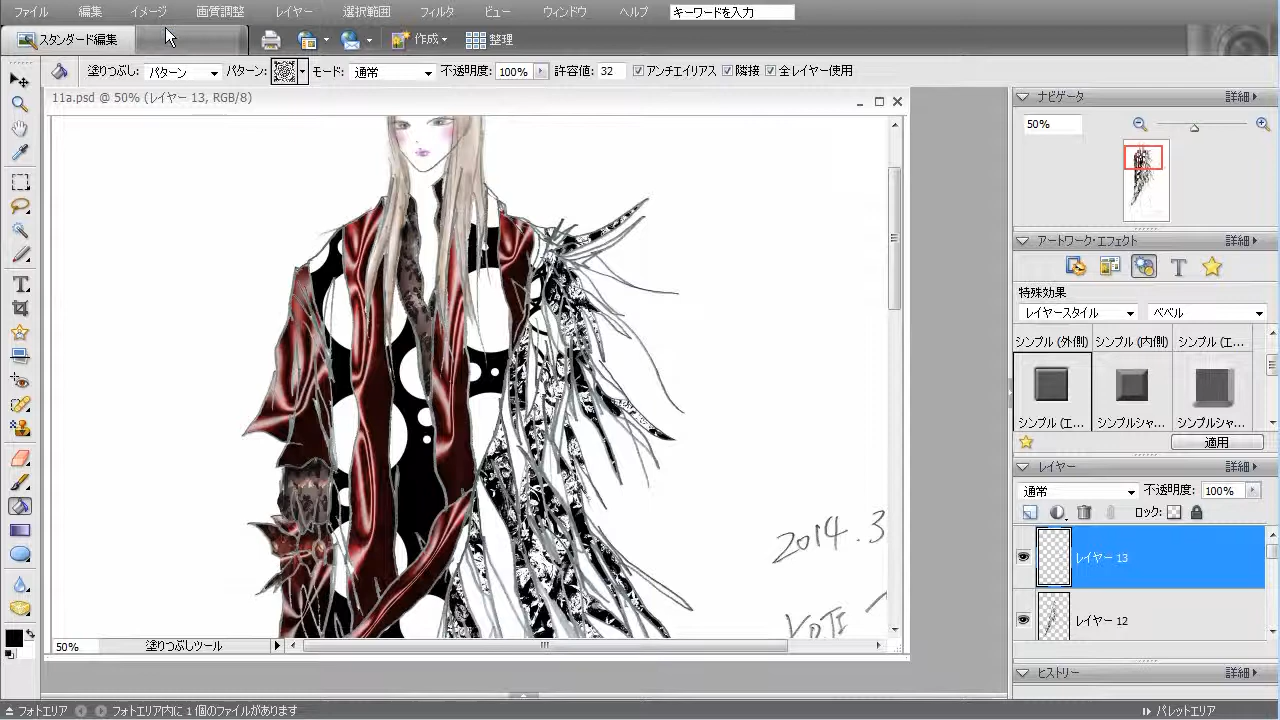 ファイル 編集 イメージ 画質調整 レイヤー 選択範囲 フィルタ ビュー ウィンドウ ヘルプ キーワードを入力
スタンダード編集 作成 整理
塗りつぶし: パターン パターン: モード: 通常 不透明度: 100% 許容値: 32 アンチエイリアス 隣接 全レイヤー使用
11a.psd @ 50% (レイヤー 13, RGB/8)
ナビゲータ 詳細
50%
アートワーク・エフェクト 詳細
特殊効果
レイヤースタイル ベベル
シンプル (外側) シンプル (内側) シンプル (エ...
シンプル (エ... シンプルシャ... シンプルシャ...
適用
レイヤー 詳細
通常 不透明度: 100%
ロック:
レイヤー 13
レイヤー 12
2014.3
50% 塗りつぶしツール
ヒストリー 詳細
フォトエリア フォトエリア内に 1 個のファイルがあります パレットエリア